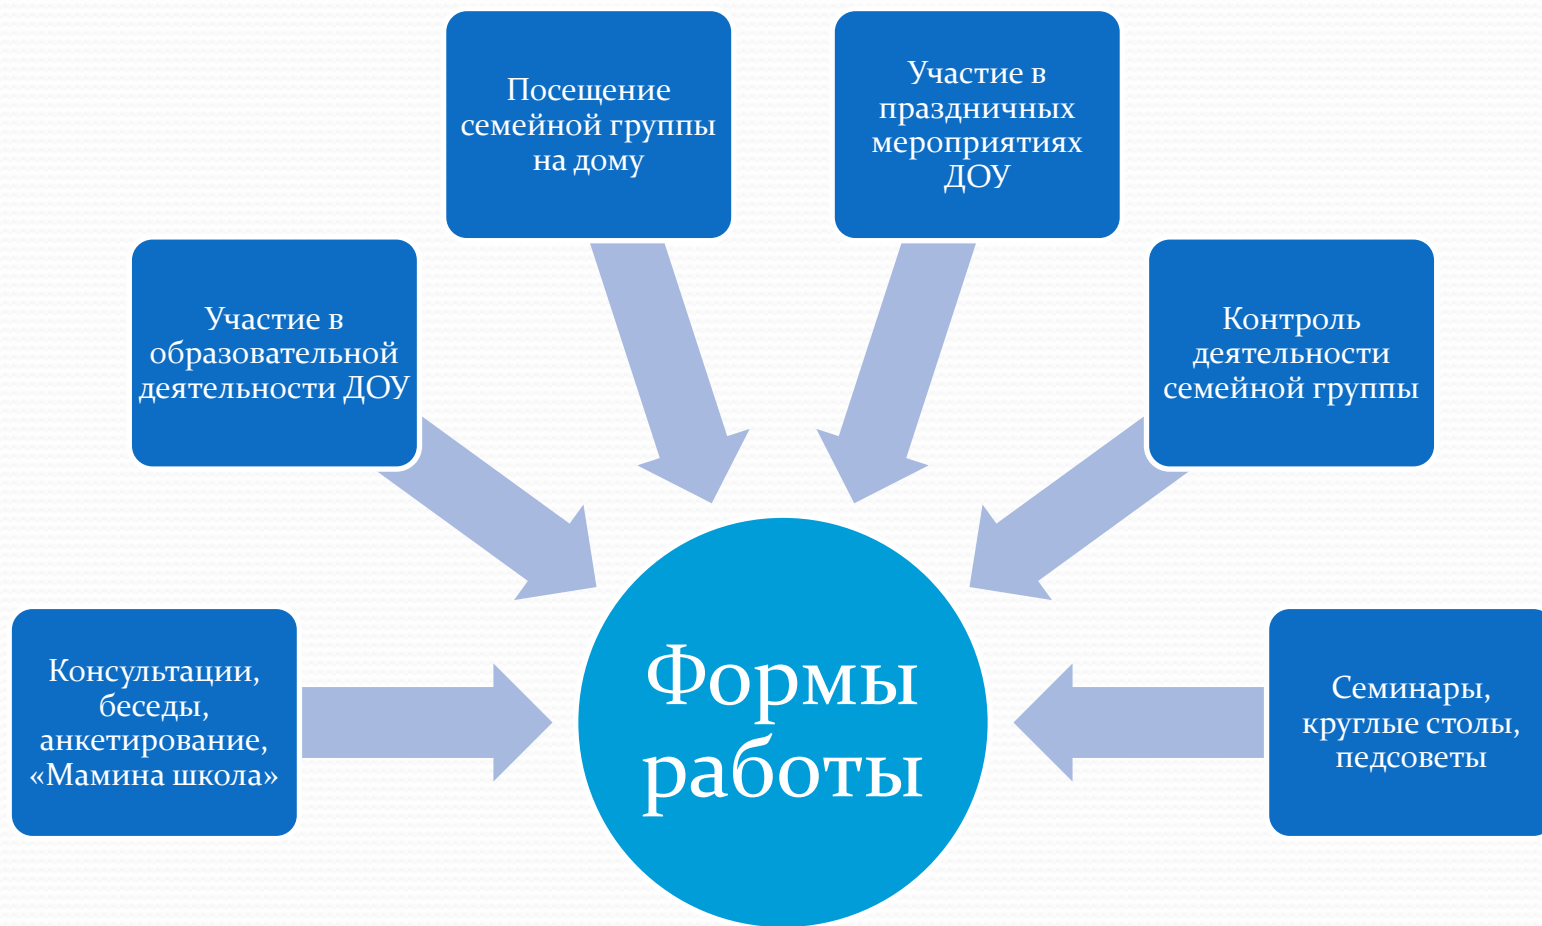 Посещение
семейной группы
на дому
Участие в
праздничных
мероприятиях
ДОУ
Участие в
образовательной
деятельности ДОУ
Контроль
деятельности
семейной группы
Консультации,
беседы,
анкетирование,
«Мамина школа»
Формы
работы
Семинары,
круглые столы,
педсоветы